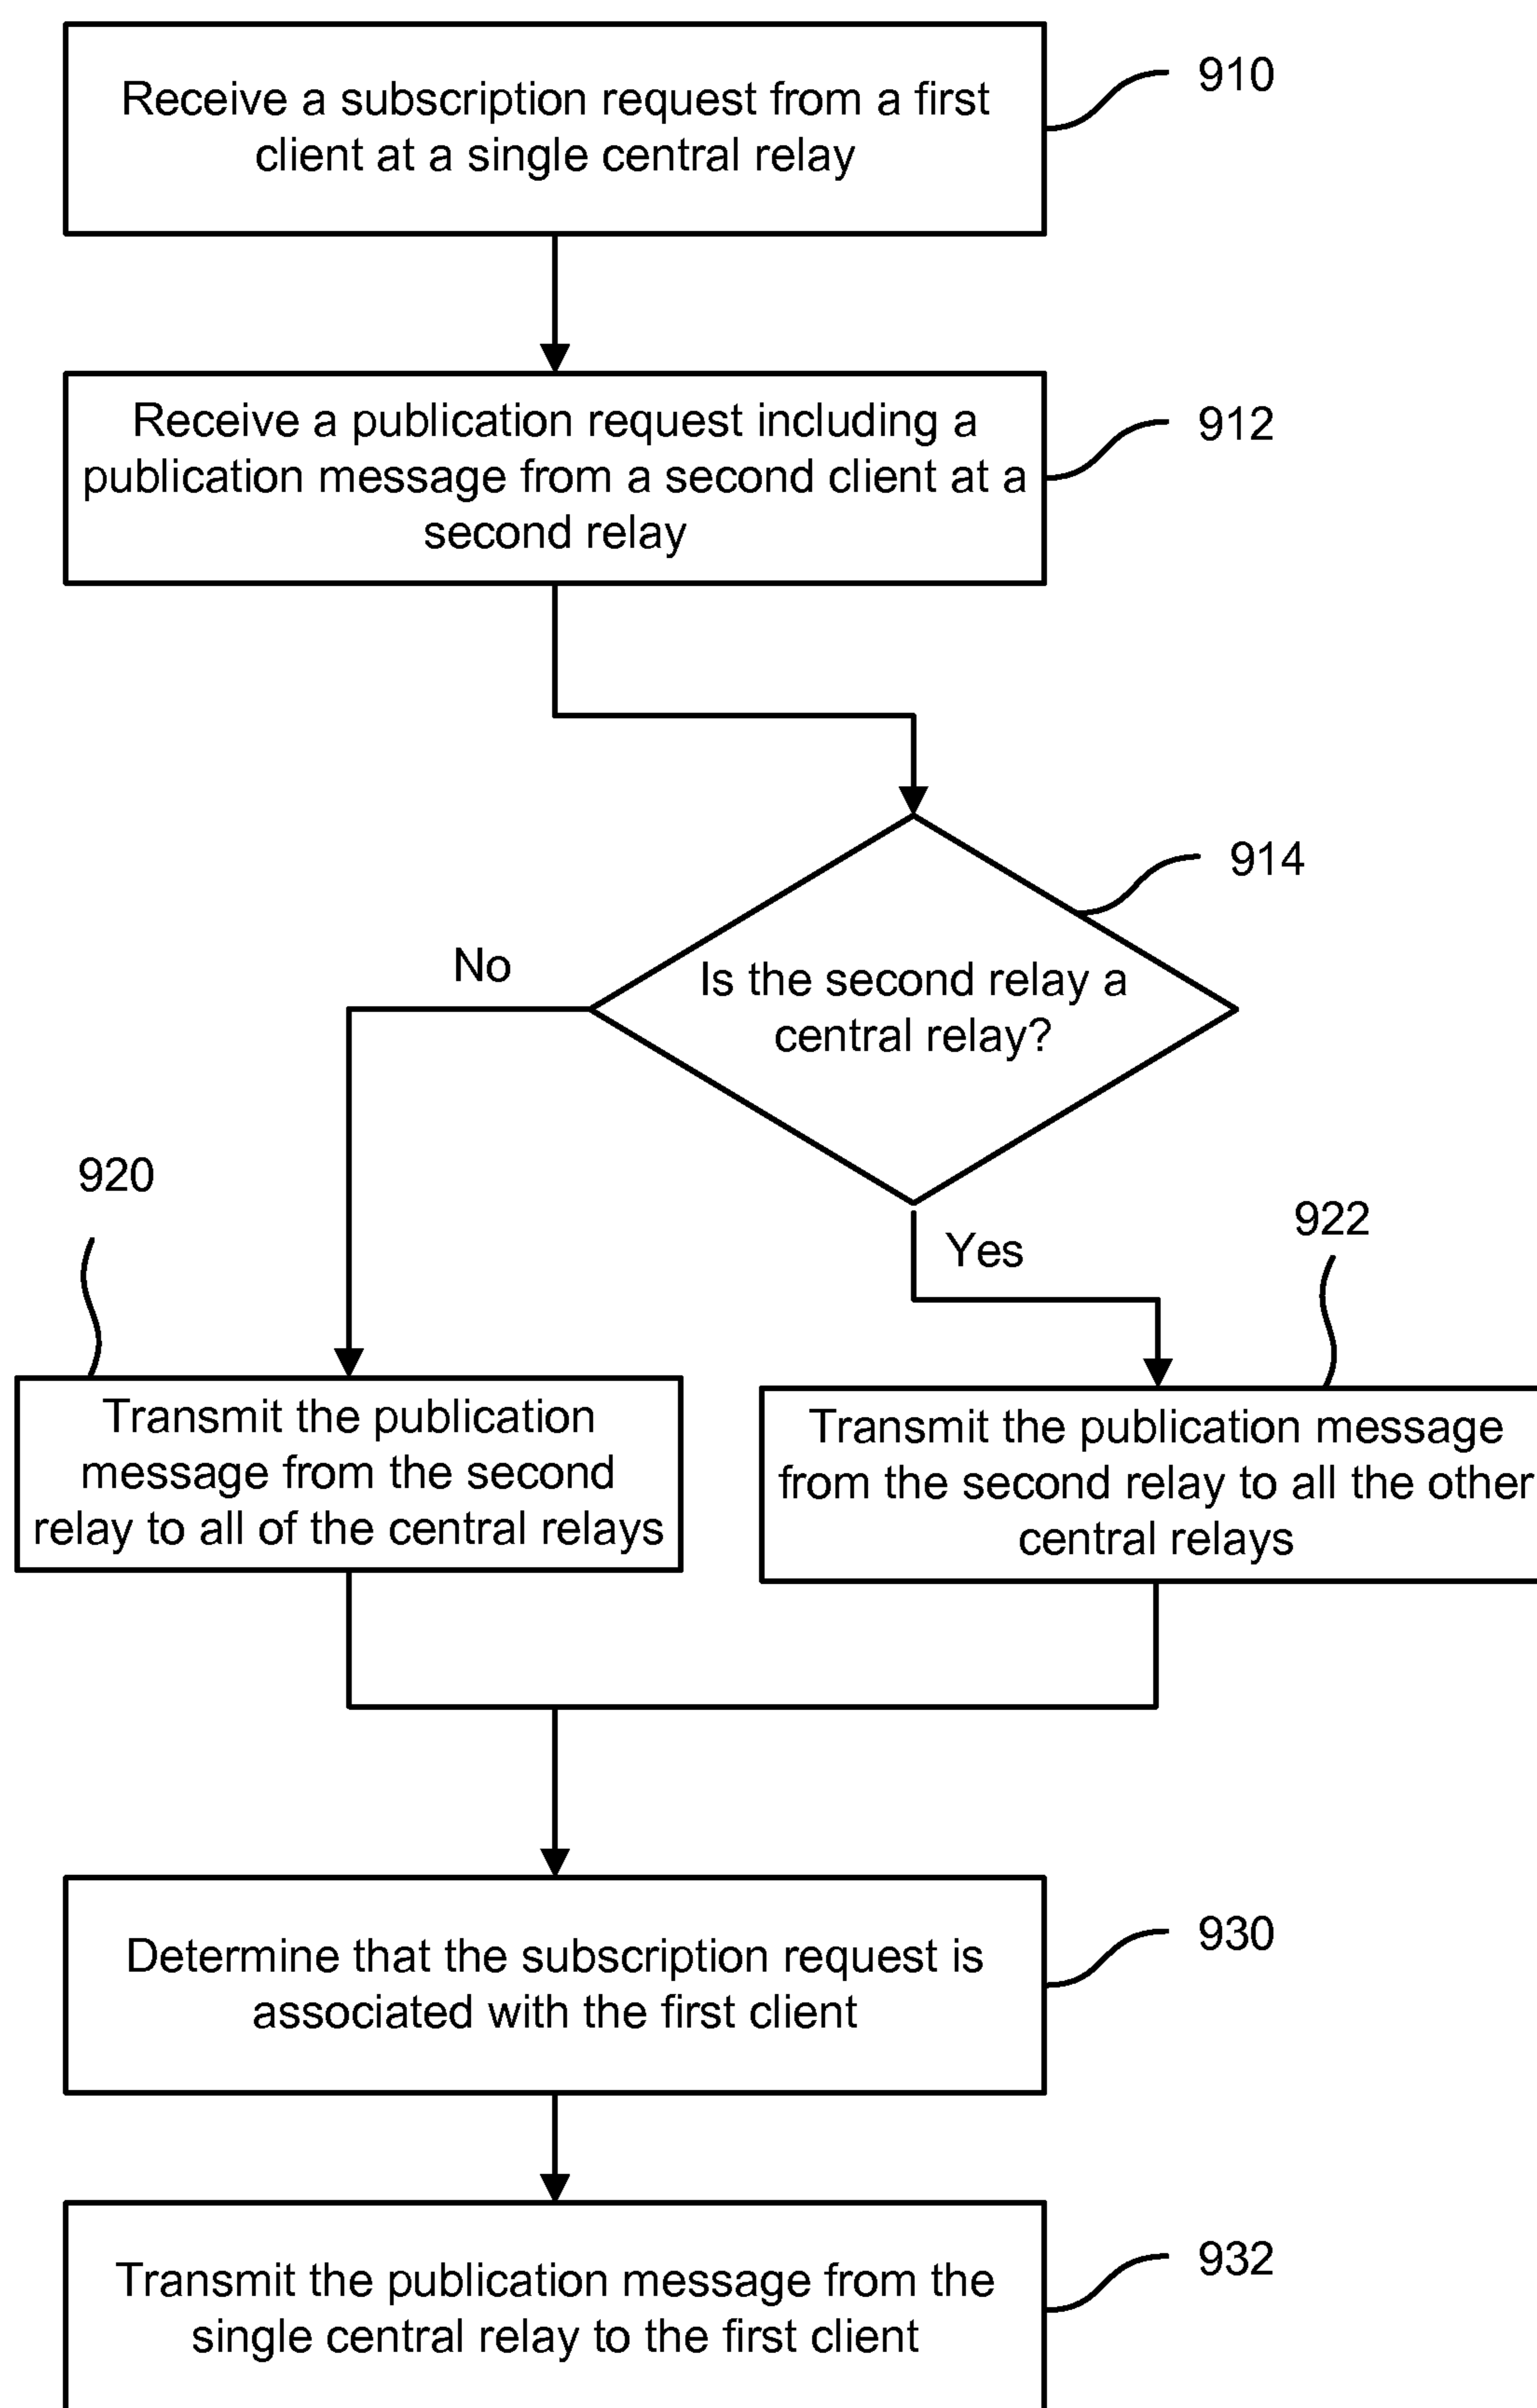 Receive a subscription request from a first
client at a single central relay
910
Receive a publication request including a
publication message from a second client at a
second relay
912
914
Is the second relay a
central relay?
No
Yes
920
Transmit the publication
message from the second
relay to all of the central relays
922
Transmit the publication message
from the second relay to all the other
central relays
Determine that the subscription request is
associated with the first client
930
Transmit the publication message from the
single central relay to the first client
932